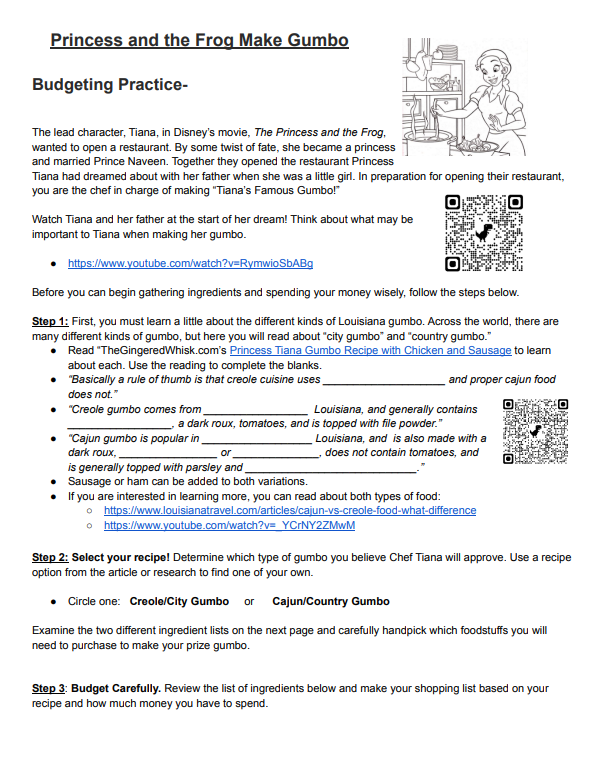 Princess and the Frog Make Gumbo
Budgeting Practice-
The lead character, Tiana, in Disney's movie, The Princess and the Frog,
wanted to open a restaurant. By some twist of fate, she became a princess
and married Prince Naveen. Together they opened the restaurant Princess
Tiana had dreamed about with her father when she was a little girl. In preparation for opening their restaurant,
you are the chef in charge of making "Tiana's Famous Gumbo!"
Watch Tiana and her father at the start of her dream! Think about what may be
important to Tiana when making her gumbo.
● https://www.youtube.com/watch?v=RymwioSbABg
Before you can begin gathering ingredients and spending your money wisely, follow the steps below.
Step 1: First, you must learn a little about the different kinds of Louisiana gumbo. Across the world, there are
many different kinds of gumbo, but here you will read about "city gumbo" and "country gumbo."
● Read "TheGingeredWhisk.com's Princess Tiana Gumbo Recipe with Chicken and Sausage to learn
about each. Use the reading to complete the blanks.
● "Basically a rule of thumb is that creole cuisine uses ____________________ and proper cajun food
does not."
● "Creole gumbo comes from _________________ Louisiana, and generally contains
_________________, a dark roux, tomatoes, and is topped with file powder."
● "Cajun gumbo is popular in __________________ Louisiana, and is also made with a
dark roux, ________________ or ______________, does not contain tomatoes, and
is generally topped with parsley and ____________________________."
● Sausage or ham can be added to both variations.
● If you are interested in learning more, you can read about both types of food:
○ https://www.louisianatravel.com/articles/cajun-vs-creole-food-what-difference
○ https://www.youtube.com/watch?v=_YCrNY2ZMwM
Step 2: Select your recipe! Determine which type of gumbo you believe Chef Tiana will approve. Use a recipe
option from the article or research to find one of your own.
● Circle one: Creole/City Gumbo or Cajun/Country Gumbo
Examine the two different ingredient lists on the next page and carefully handpick which foodstuffs you will
need to purchase to make your prize gumbo.
Step 3: Budget Carefully. Review the list of ingredients below and make your shopping list based on your
recipe and how much money you have to spend.